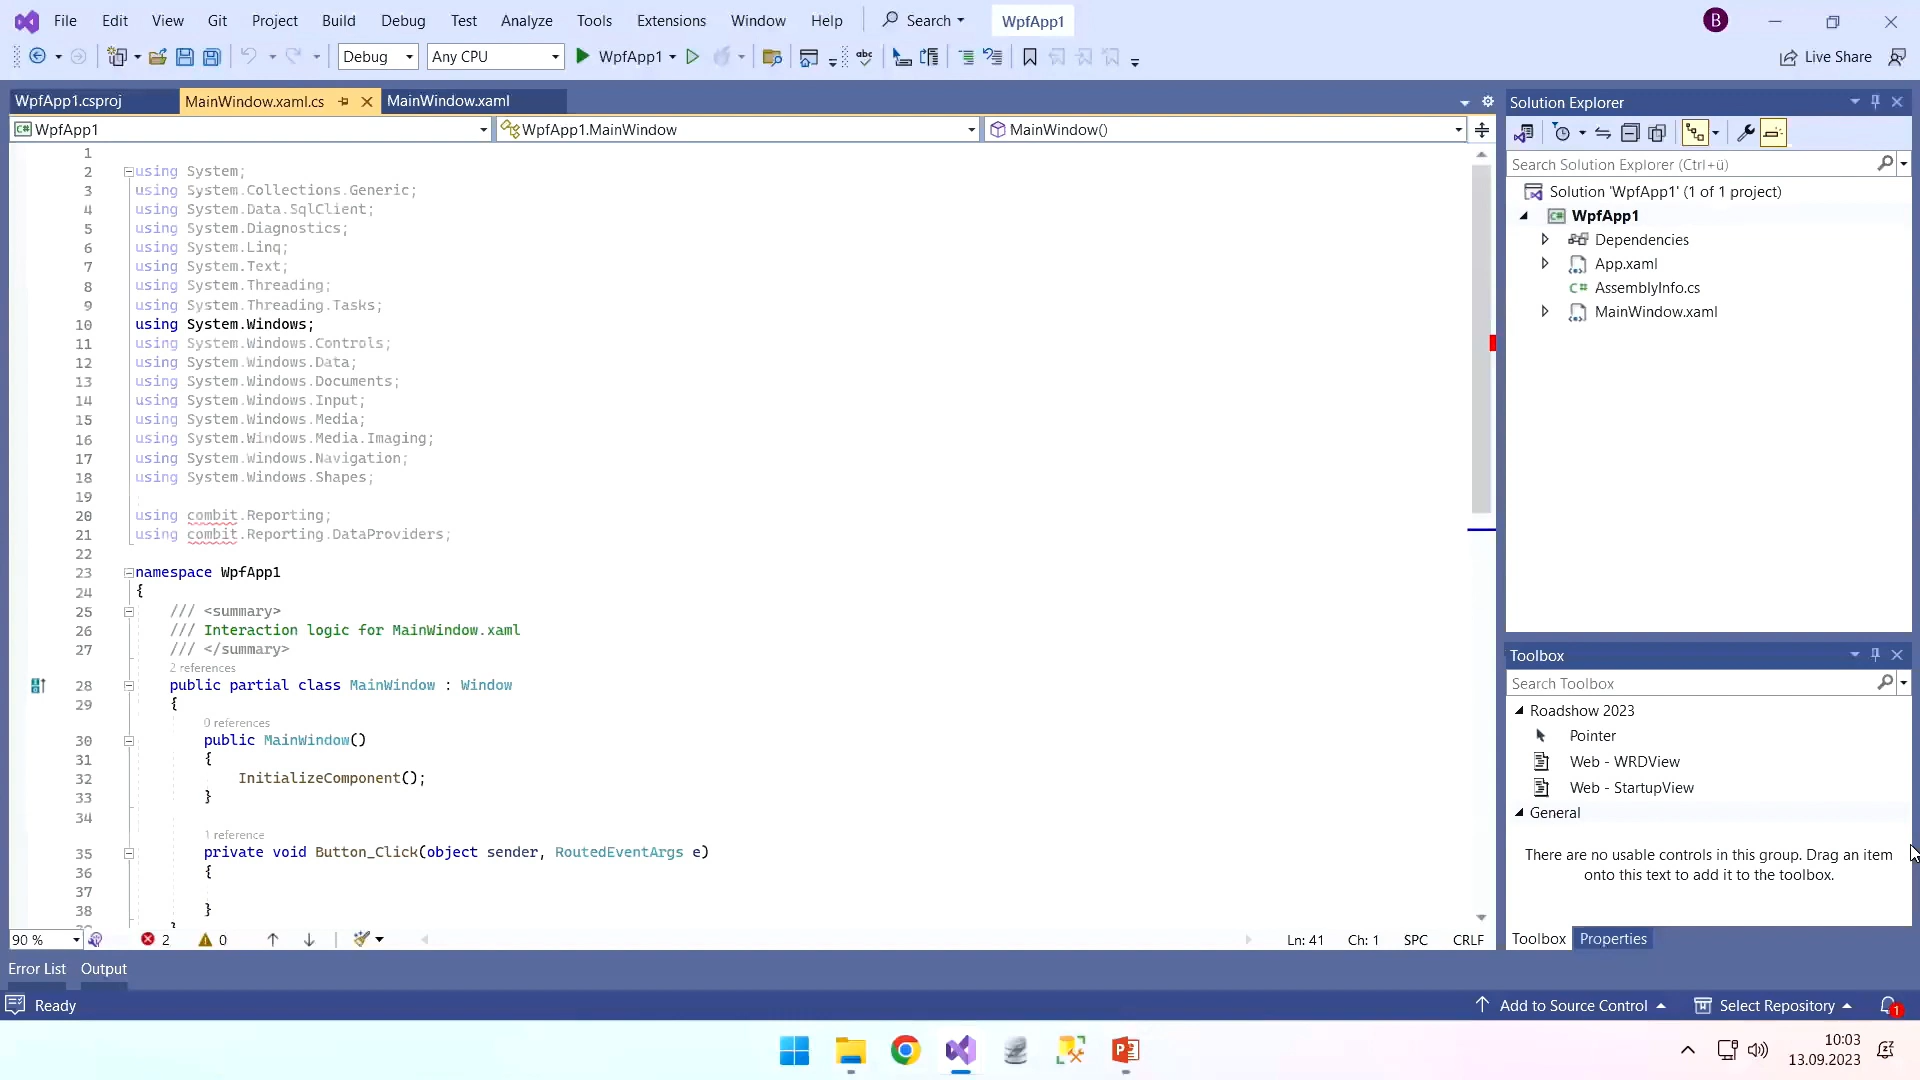 File Edit View Git Project Build Debug Test Analyze Tools Extensions Window Help Search WpfApp1 B
Debug Any CPU WpfApp1 abc Live Share
WpfApp1.csproj MainWindow.xaml.cs MainWindow.xaml
WpfApp1 WpfApp1.MainWindow MainWindow()
1
2 using System;
3 using System.Collections.Generic;
4 using System.Data.SqlClient;
5 using System.Diagnostics;
6 using System.Linq;
7 using System.Text;
8 using System.Threading;
9 using System.Threading.Tasks;
10 using System.Windows;
11 using System.Windows.Controls;
12 using System.Windows.Data;
13 using System.Windows.Documents;
14 using System.Windows.Input;
15 using System.Windows.Media;
16 using System.Windows.Media.Imaging;
17 using System.Windows.Navigation;
18 using System.Windows.Shapes;
19
20 using combit.Reporting;
21 using combit.Reporting.DataProviders;
22
23 namespace WpfApp1
24 {
25 /// <summary>
26 /// Interaction logic for MainWindow.xaml
27 /// </summary>
2 references
28 public partial class MainWindow : Window
29 {
0 references
30 public MainWindow()
31 {
32 InitializeComponent();
33 }
34
1 reference
35 private void Button_Click(object sender, RoutedEventArgs e)
36 {
37
38 }
90 % 2 0 Ln: 41 Ch: 1 SPC CRLF
Solution Explorer
Search Solution Explorer (Ctrl+ü)
Solution 'WpfApp1' (1 of 1 project)
WpfApp1
Dependencies
App.xaml
AssemblyInfo.cs
MainWindow.xaml
Toolbox
Search Toolbox
Roadshow 2023
Pointer
Web - WRDView
Web - StartupView
General
There are no usable controls in this group. Drag an item
onto this text to add it to the toolbox.
Toolbox Properties
Error List Output
Ready Add to Source Control Select Repository 1
10:03
13.09.2023